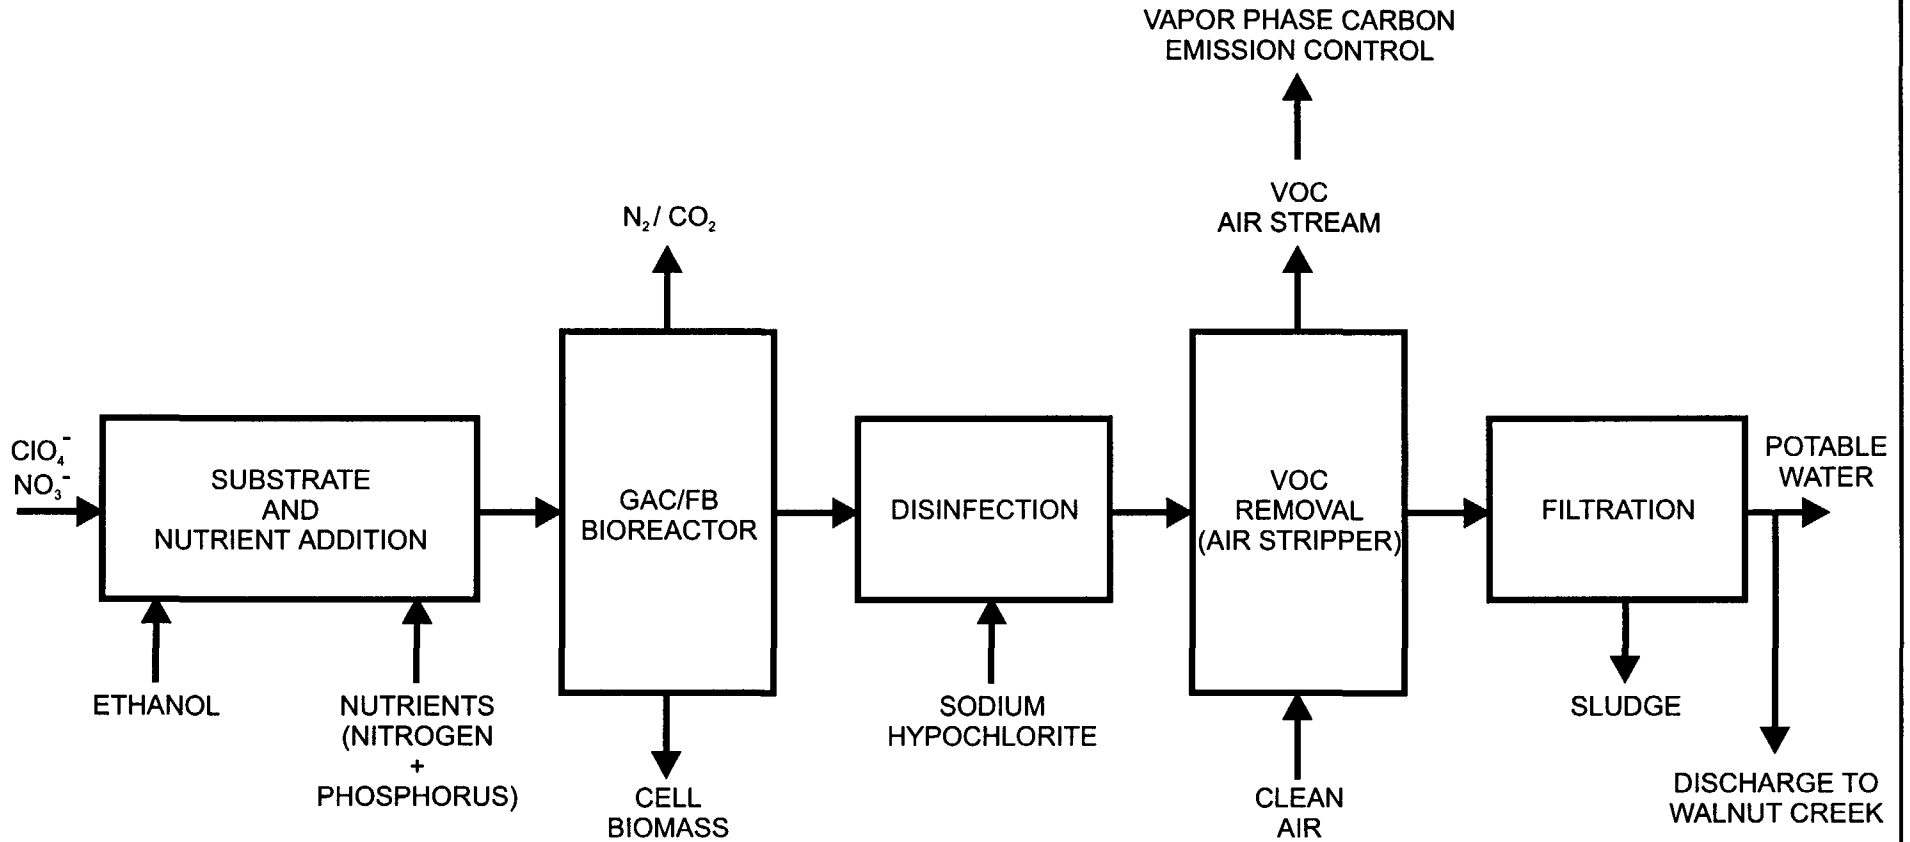 VAPOR PHASE CARBON
EMISSION CONTROL
VOC
AIR STREAM
N₂/ CO₂
ClO₄⁻
NO₃⁻
SUBSTRATE
AND
NUTRIENT ADDITION
GAC/FB
BIOREACTOR
DISINFECTION
VOC
REMOVAL
(AIR STRIPPER)
FILTRATION
POTABLE
WATER
ETHANOL
NUTRIENTS
(NITROGEN
+
PHOSPHORUS)
CELL
BIOMASS
SODIUM
HYPOCHLORITE
CLEAN
AIR
SLUDGE
DISCHARGE TO
WALNUT CREEK